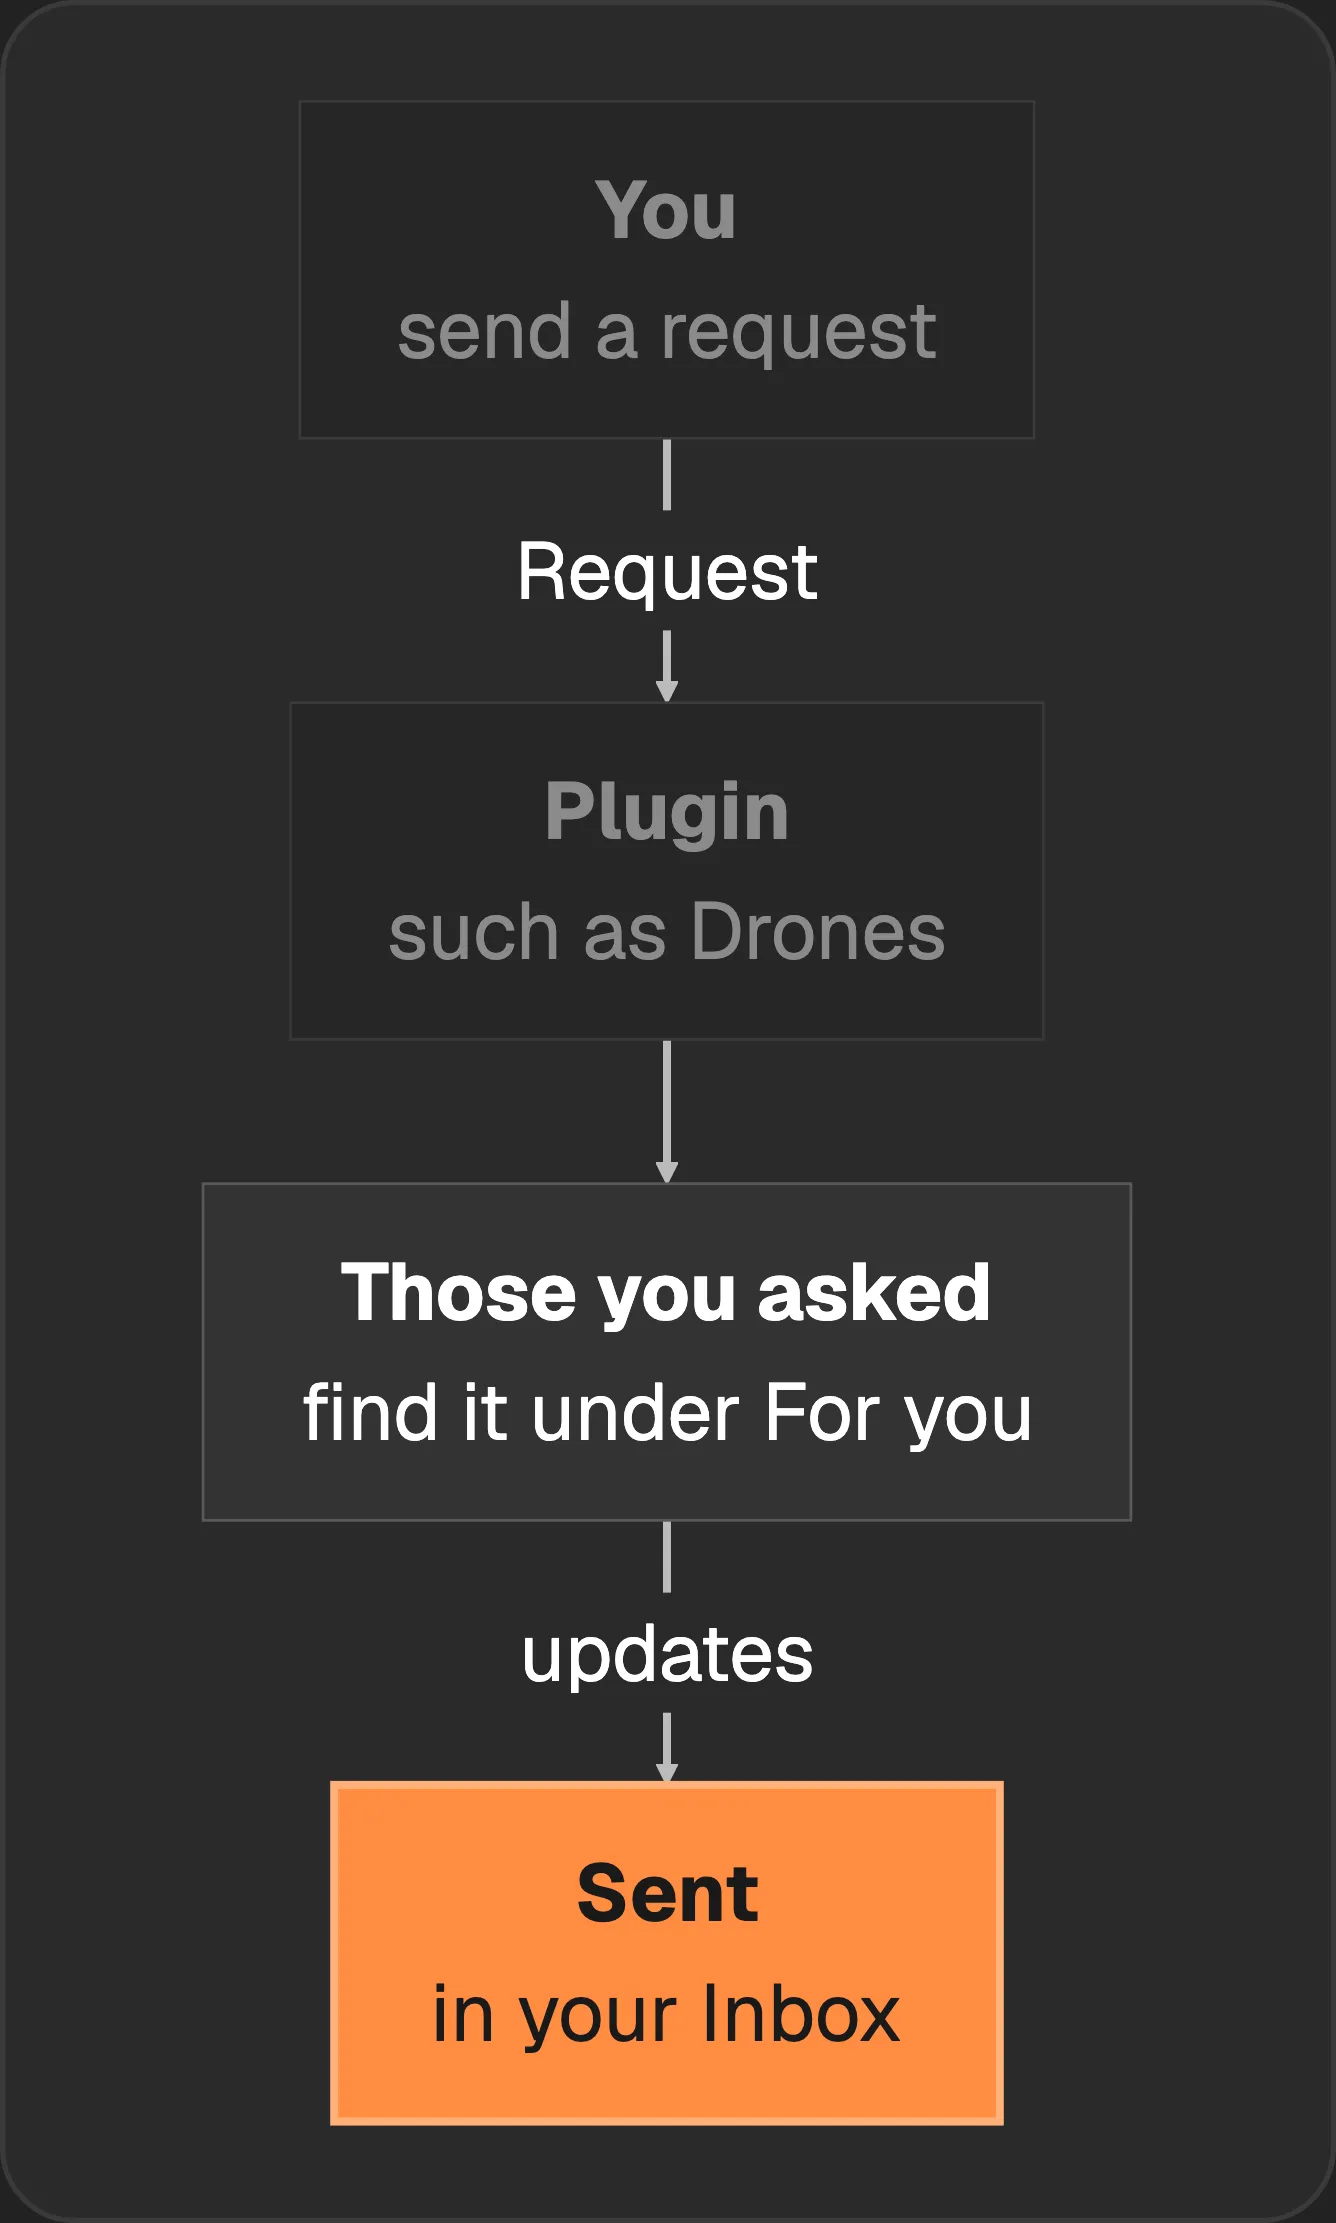 You
send a request
Request
Plugin
such as Drones
Those you asked
find it under For you
updates
Sent
in your Inbox